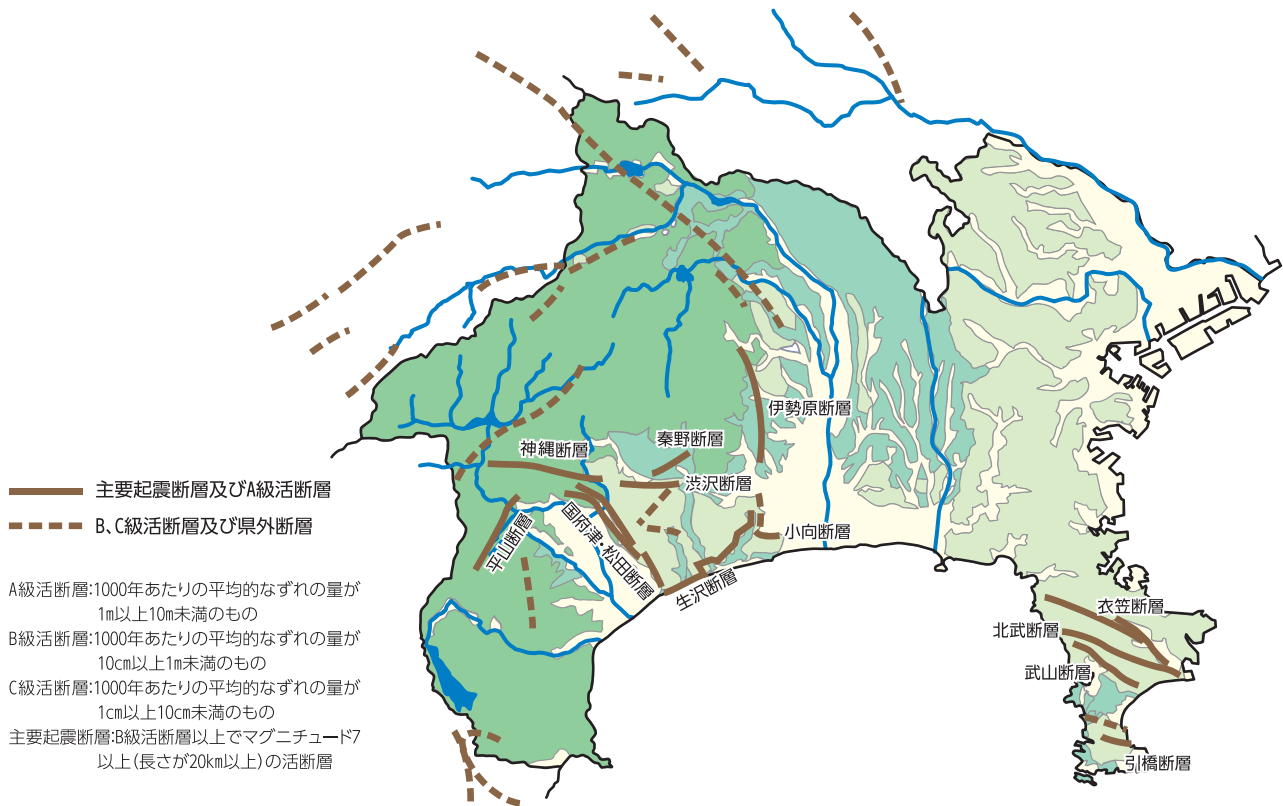 伊勢原断層
秦野断層
神縄断層
渋沢断層
主要起震断層及びA級活断層
B、C級活断層及び県外断層
国府津・松田断層
小向断層
平山断層
生沢断層
A級活断層:1000年あたりの平均的なずれの量が
1m以上10m未満のもの
B級活断層:1000年あたりの平均的なずれの量が
10cm以上1m未満のもの
C級活断層:1000年あたりの平均的なずれの量が
1cm以上10cm未満のもの
主要起震断層:B級活断層以上でマグニチュード7
以上(長さが20km以上)の活断層
衣笠断層
北武断層
武山断層
引橋断層